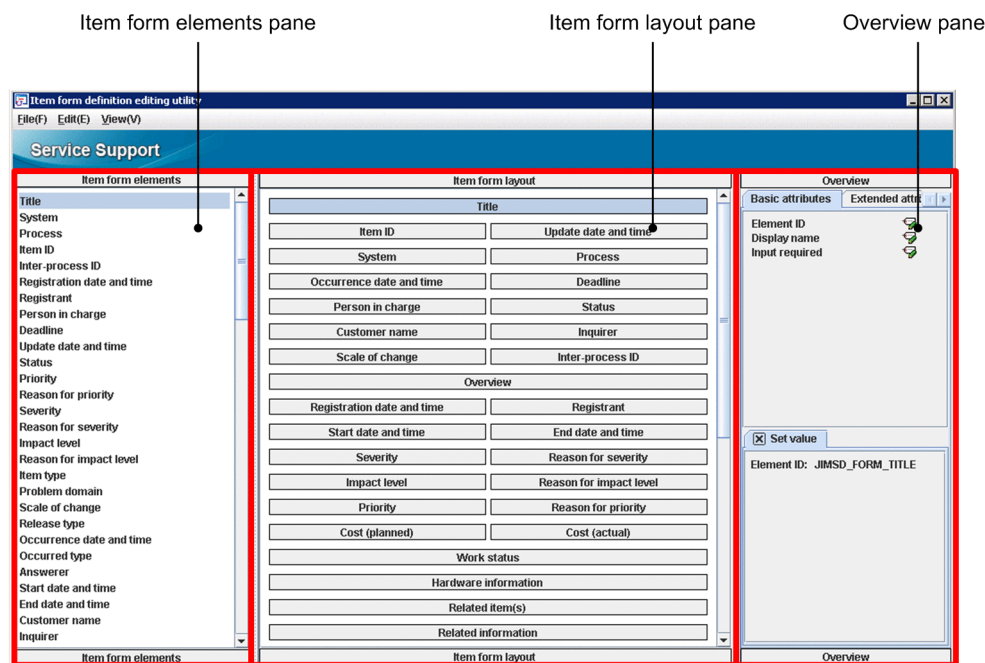 Item form elements pane
Item form layout pane
Overview pane
Item form definition editing utility
File(F) Edit(E) View(V)
Service Support
Item form elements
Title
System
Process
Item ID
Inter-process ID
Registration date and time
Registrant
Person in charge
Deadline
Update date and time
Status
Priority
Reason for priority
Severity
Reason for severity
Impact level
Reason for impact level
Item type
Problem domain
Scale of change
Release type
Occurrence date and time
Occurred type
Answerer
Start date and time
End date and time
Customer name
Inquirer
Item form elements
Item form layout
Title
Item ID Update date and time
System Process
Occurrence date and time Deadline
Person in charge Status
Customer name Inquirer
Scale of change Inter-process ID
Overview
Registration date and time Registrant
Start date and time End date and time
Severity Reason for severity
Impact level Reason for impact level
Priority Reason for priority
Cost (planned) Cost (actual)
Work status
Hardware information
Related item(s)
Related information
Item form layout
Overview
Basic attributes Extended attri
Element ID
Display name
Input required
Set value
Element ID: JIMSD_FORM_TITLE
Overview